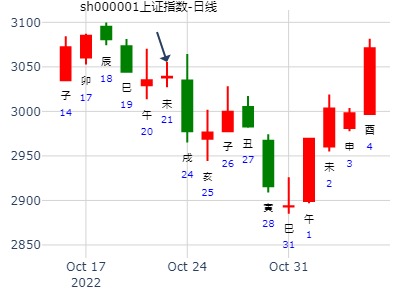 sh000001上证指数-日线
3100
3050
3000
2950
2900
2850
子
14
卯
17
辰
18
巳
19
午
20
未
21
戌
24
亥
25
子
26
丑
27
寅
28
巳
31
午
1
未
2
申
3
酉
4
Oct 17
2022
Oct 24
Oct 31